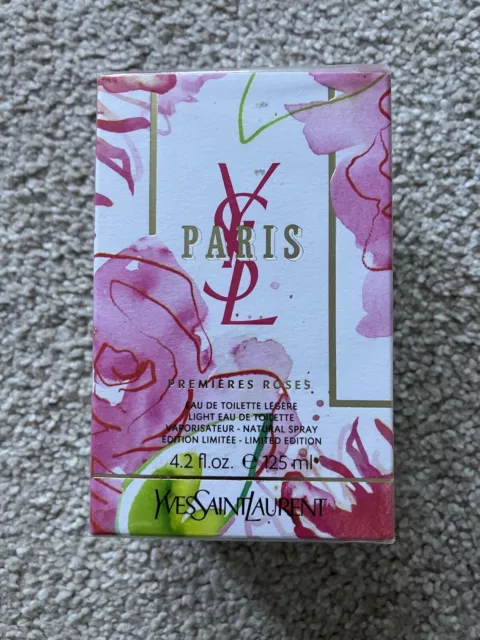 YSL
PARIS
PREMIÈRES ROSES
EAU DE TOILETTE LÉGÈRE
LIGHT EAU DE TOILETTE
VAPORISATEUR - NATURAL SPRAY
ÉDITION LIMITÉE - LIMITED EDITION
4.2 fl.oz. ℮ 125 ml
YVESSAINTLAURENT